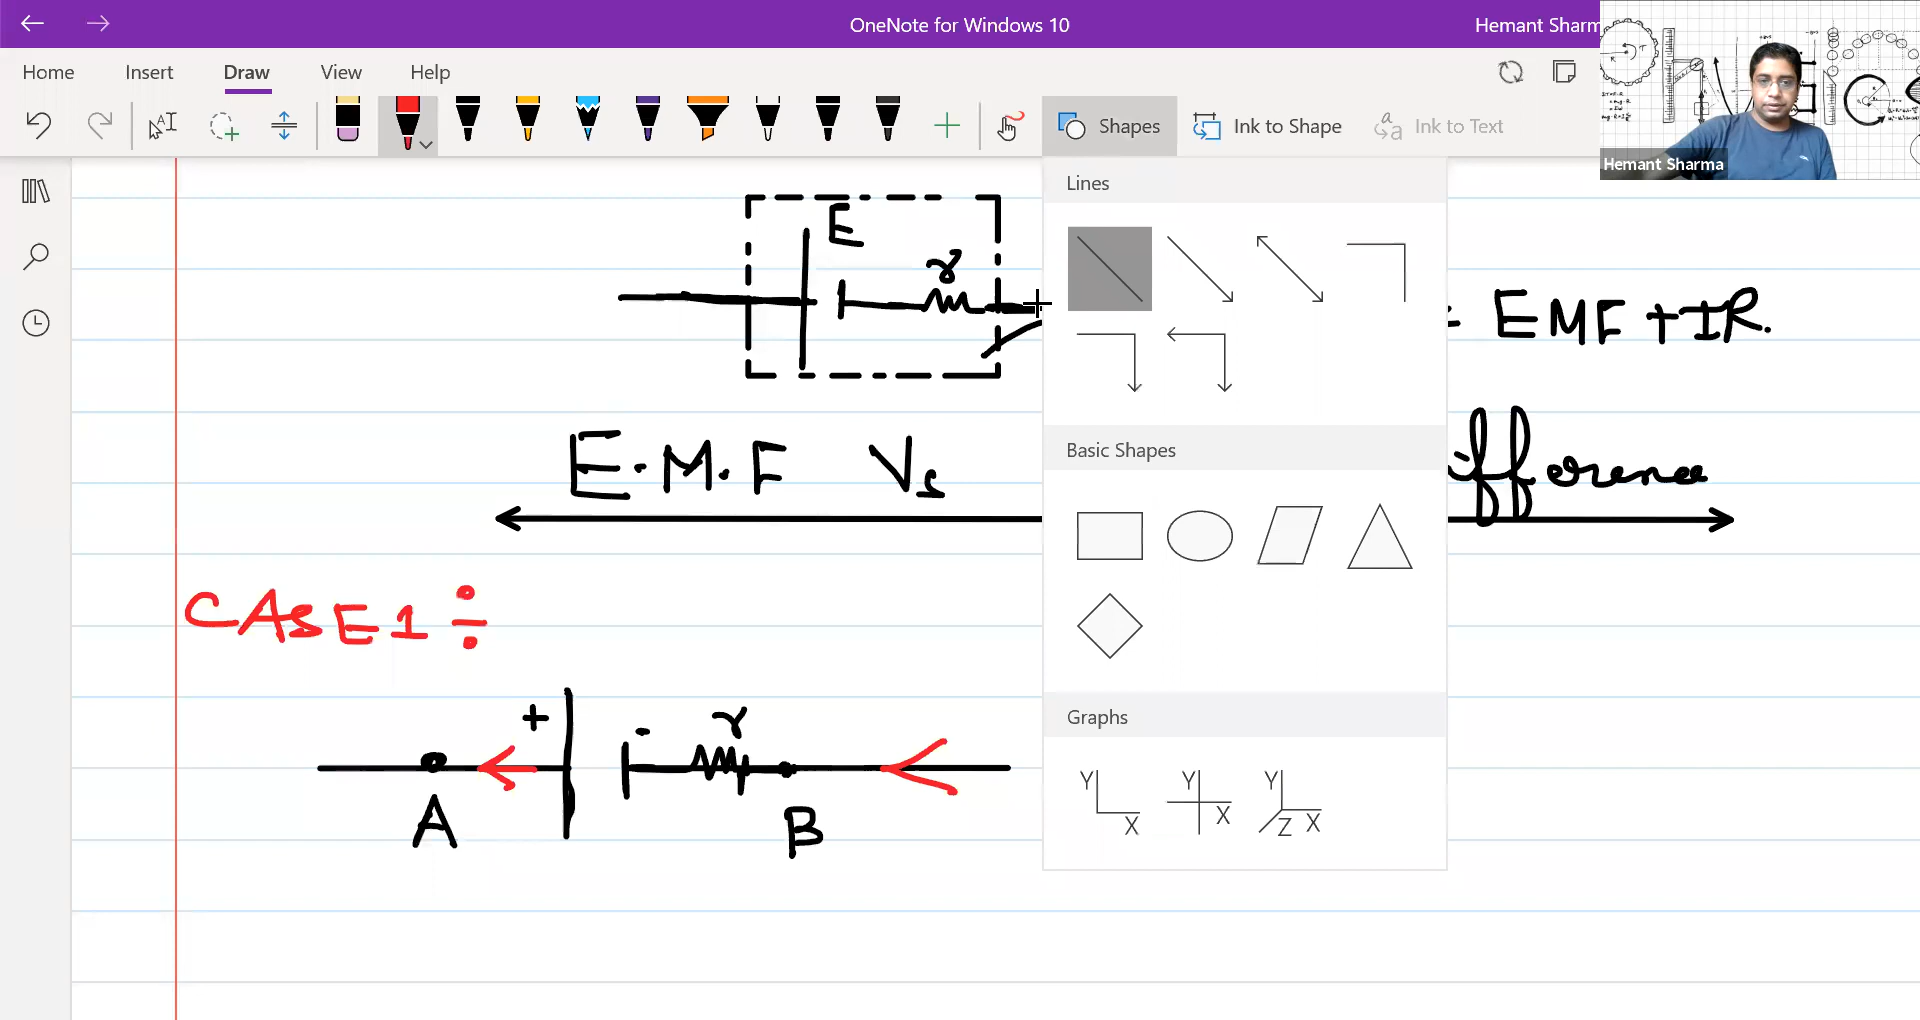 OneNote for Windows 10
Hemant Sharm
Home Insert Draw View Help
Shapes Ink to Shape Ink to Text
Hemant Sharma
Lines
E
r
= EMF + IR.
E.M.F Vs
ifference
Basic Shapes
CASE 1 ÷
Graphs
Y X Y X Y Z X
+ - r
A B